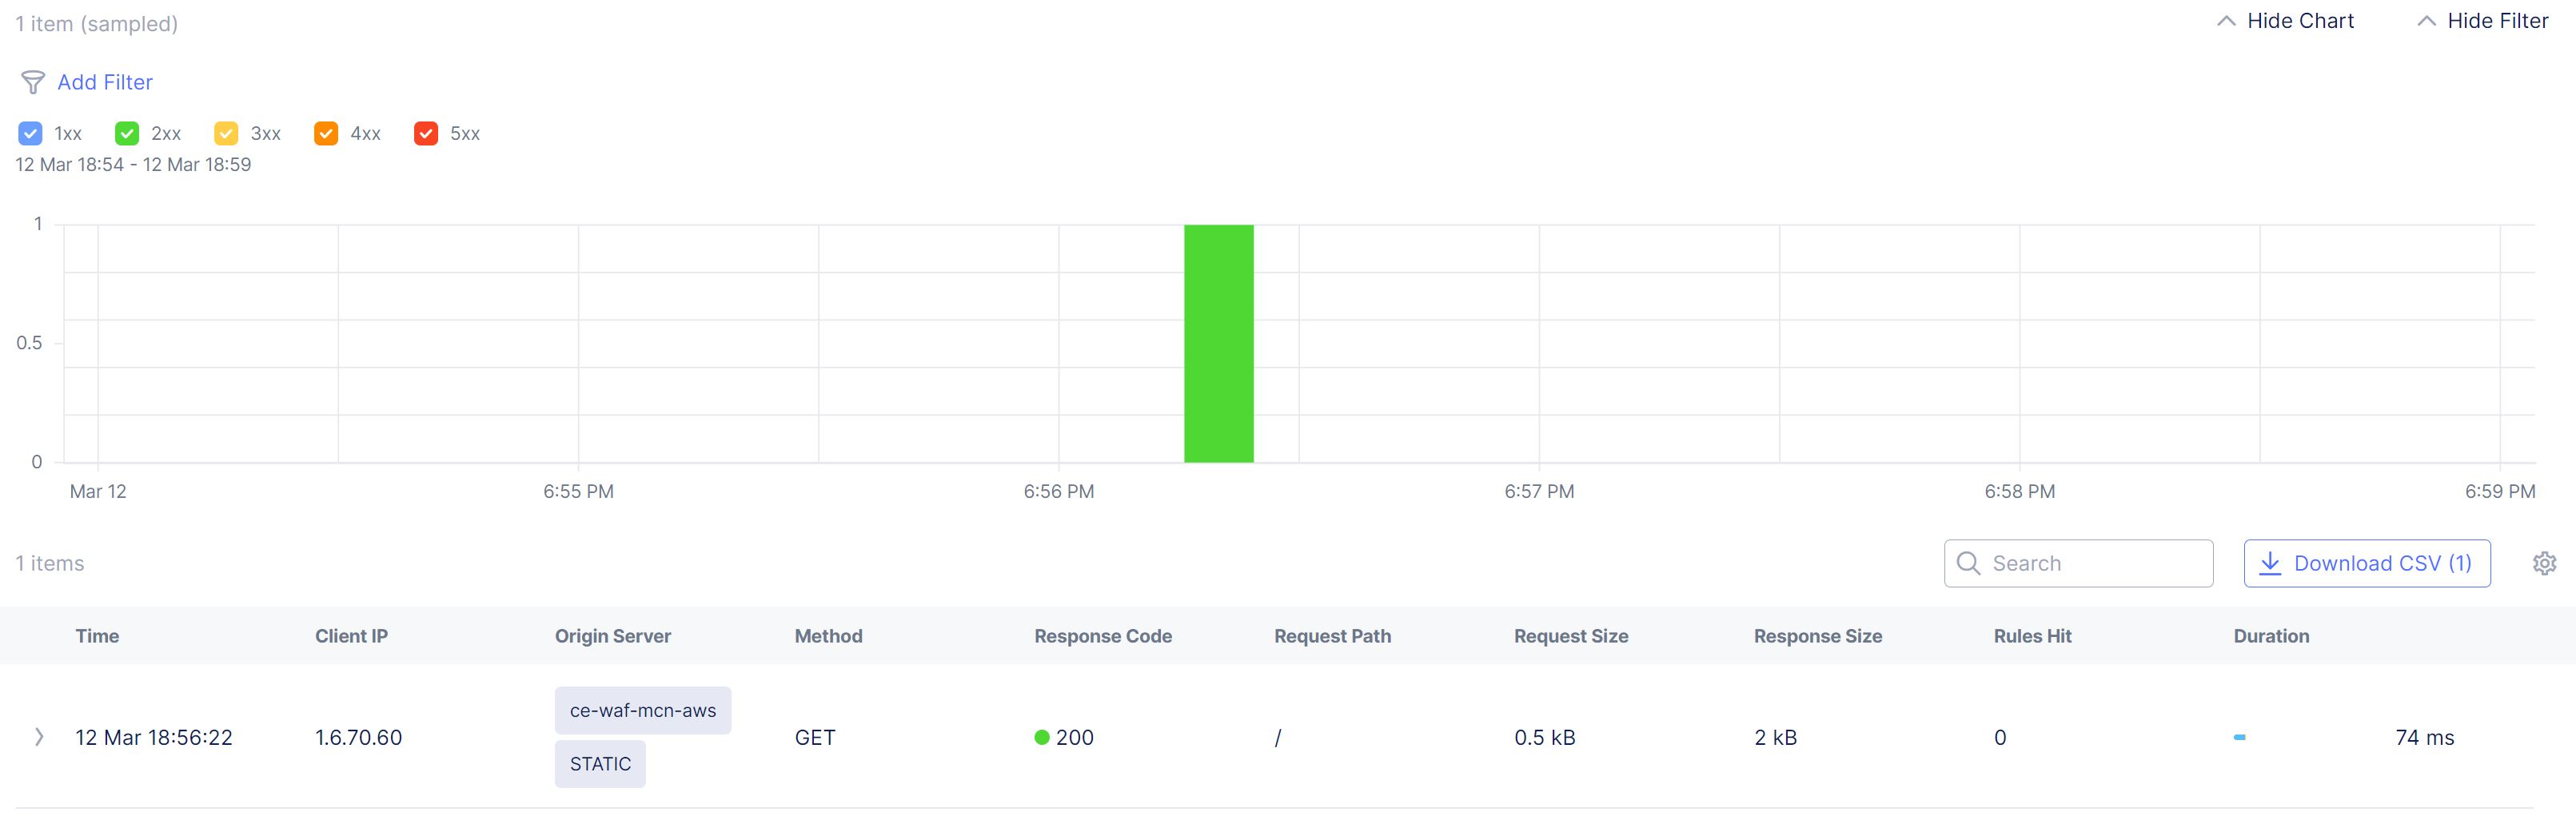 1 item (sampled)
Hide Chart
Hide Filter
Add Filter
1xx 2xx 3xx 4xx 5xx
12 Mar 18:54 - 12 Mar 18:59
1
0.5
0
Mar 12 6:55 PM 6:56 PM 6:57 PM 6:58 PM 6:59 PM
1 items
Search
Download CSV (1)
Time Client IP Origin Server Method Response Code Request Path Request Size Response Size Rules Hit Duration
12 Mar 18:56:22 1.6.70.60 ce-waf-mcn-aws GET 200 / 0.5 kB 2 kB 0 74 ms
STATIC